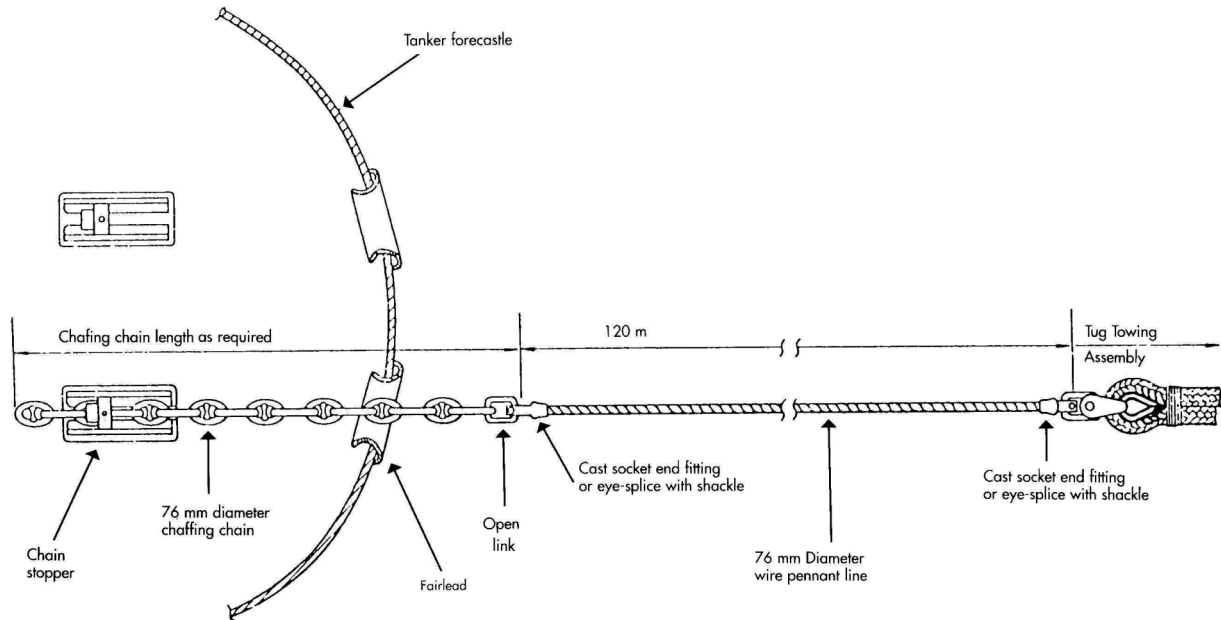 Tanker forecastle
Chafing chain length as required
120 m
Tug Towing
Assembly
Cast socket end fitting
or eye-splice with shackle
Cast socket end fitting
or eye-splice with shackle
76 mm diameter
chaffing chain
Open
link
76 mm Diameter
wire pennant line
Chain
stopper
Fairlead